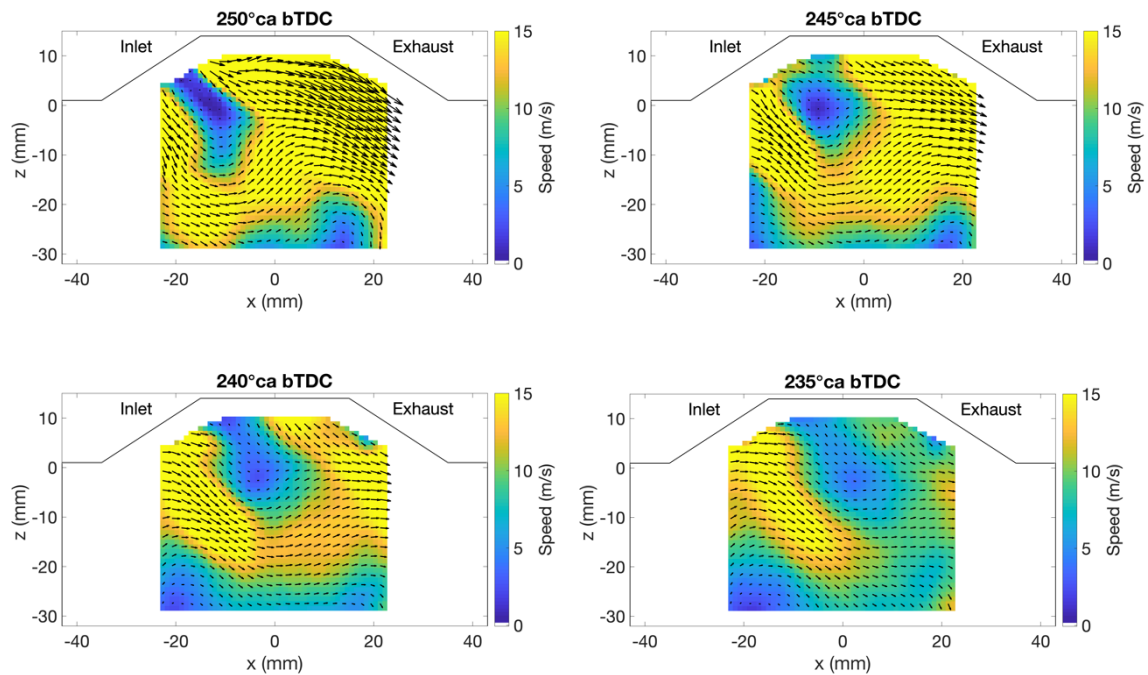 250°ca bTDC
Inlet
Exhaust
10
0
-10
-20
-30
z (mm)
-40
-20
0
20
40
x (mm)
15
10
5
0
Speed (m/s)
245°ca bTDC
Inlet
Exhaust
10
0
-10
-20
-30
z (mm)
-40
-20
0
20
40
x (mm)
15
10
5
0
Speed (m/s)
240°ca bTDC
Inlet
Exhaust
10
0
-10
-20
-30
z (mm)
-40
-20
0
20
40
x (mm)
15
10
5
0
Speed (m/s)
235°ca bTDC
Inlet
Exhaust
10
0
-10
-20
-30
z (mm)
-40
-20
0
20
40
x (mm)
15
10
5
0
Speed (m/s)